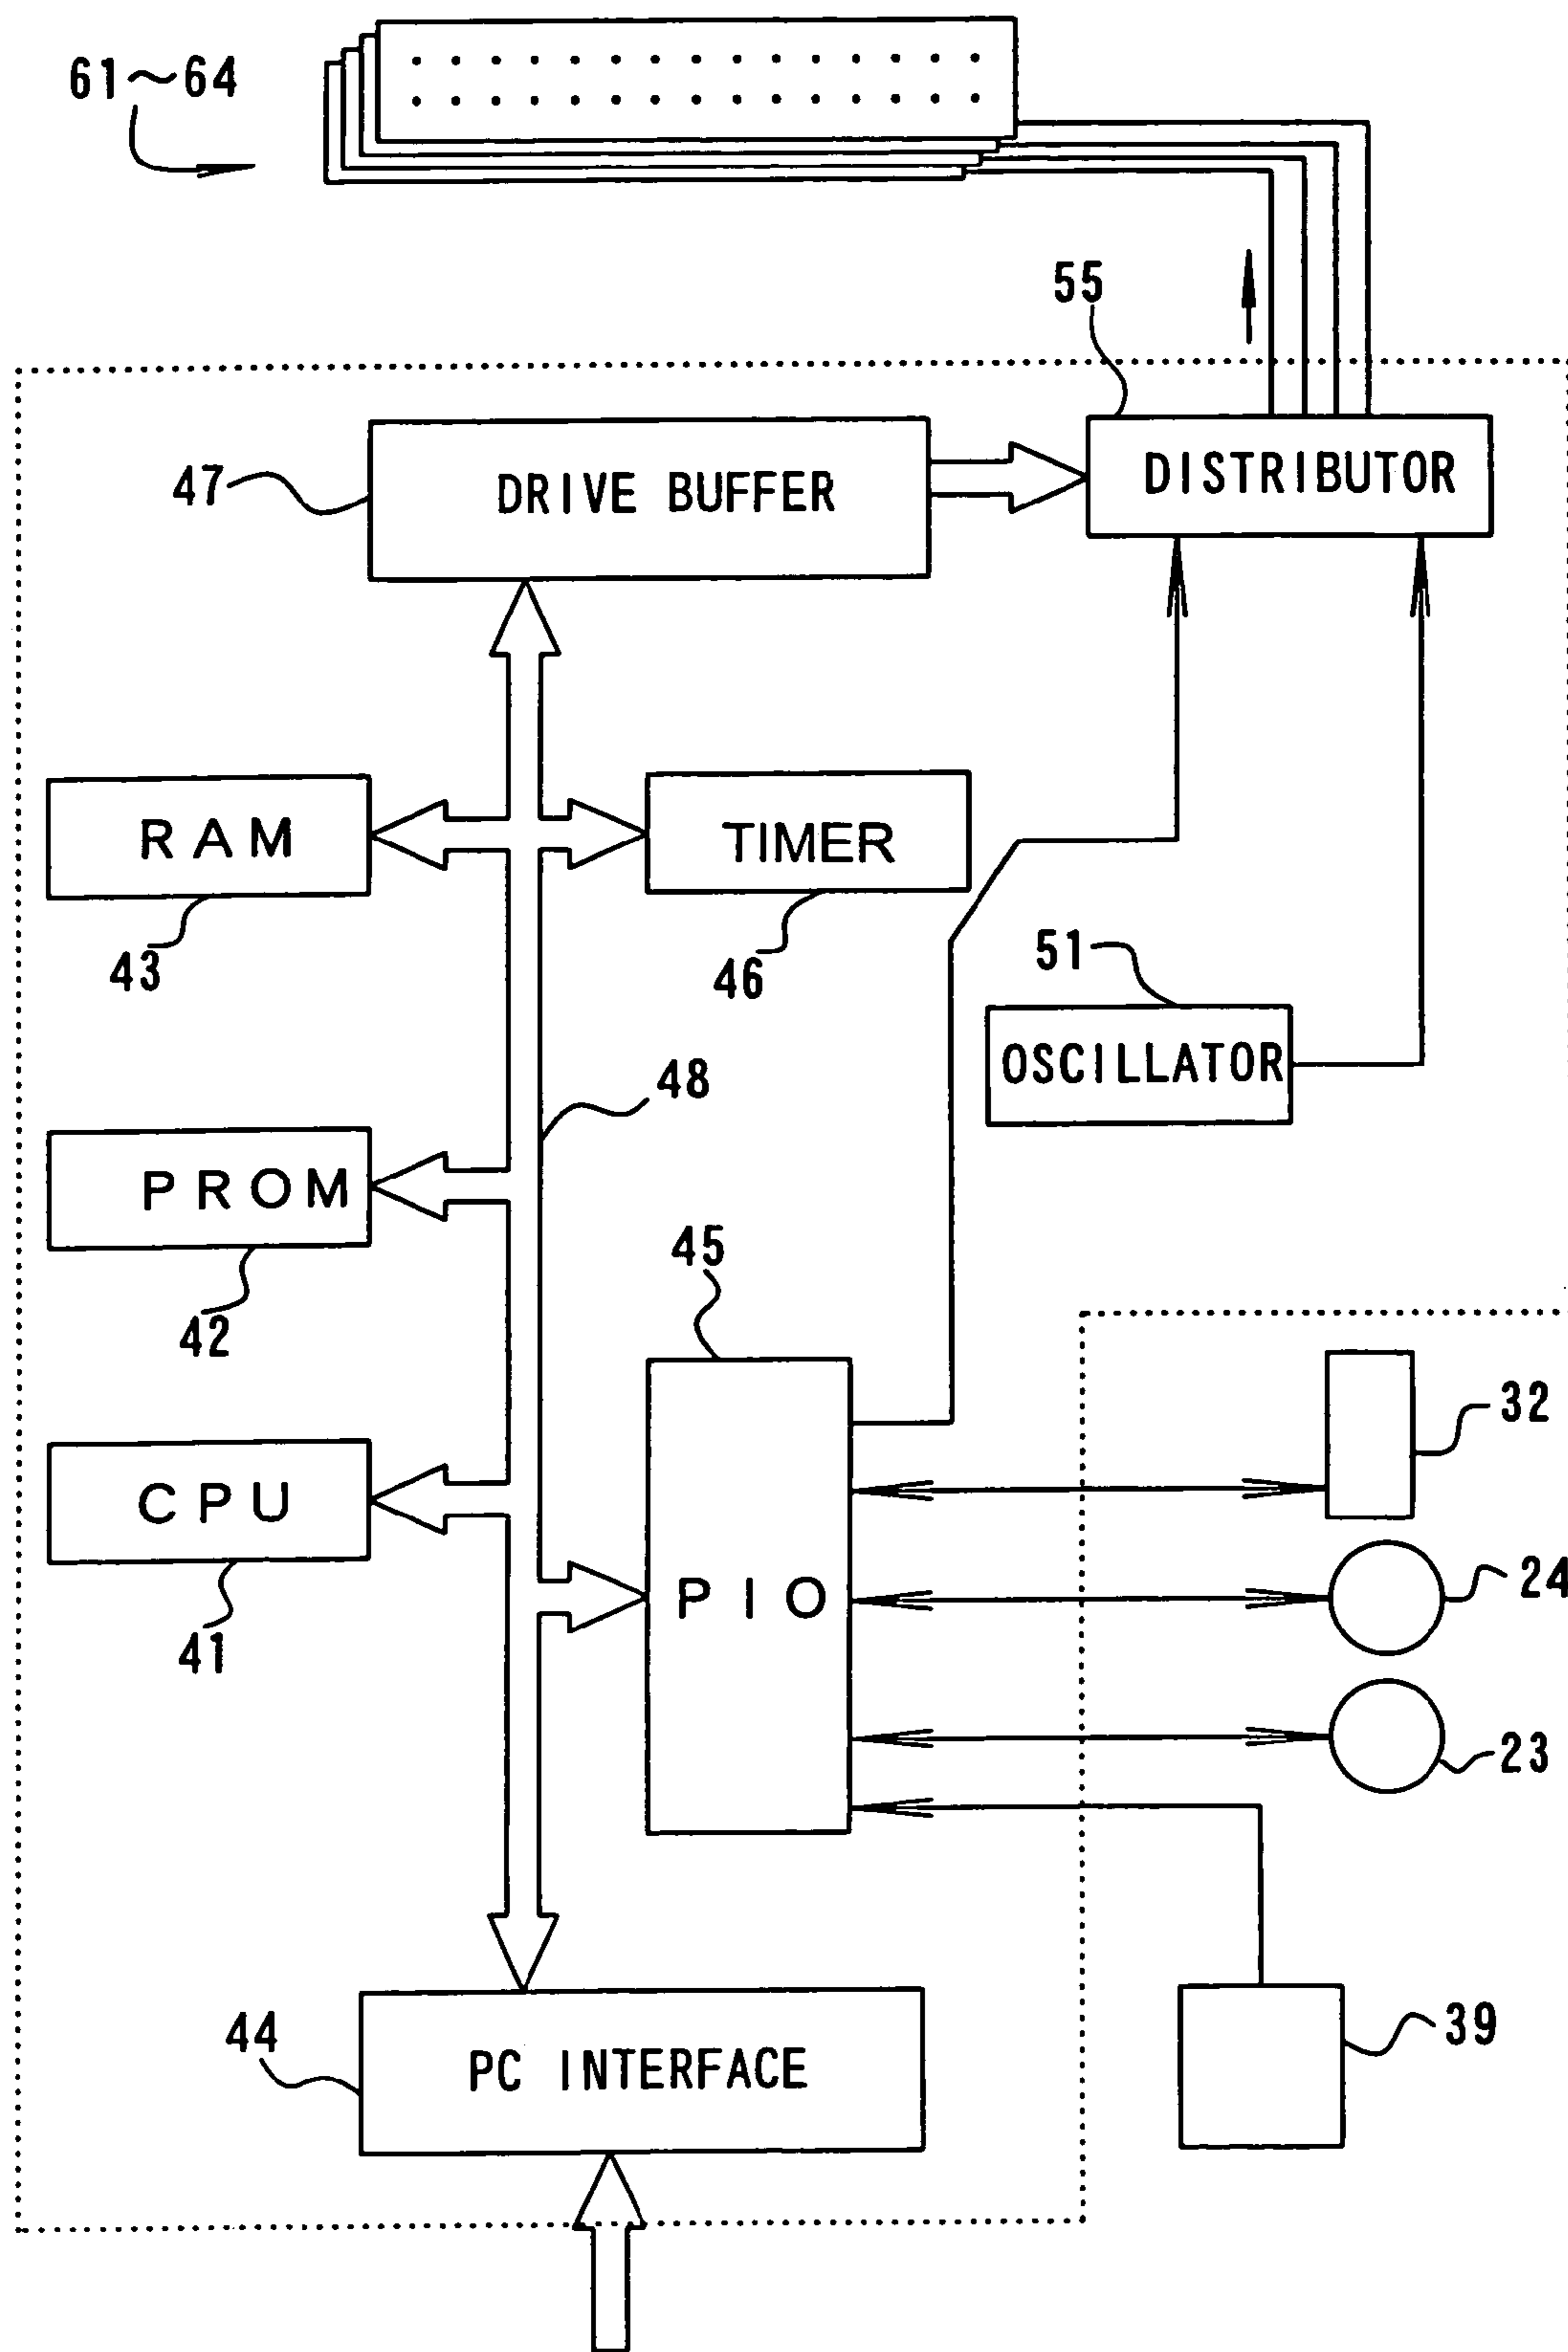 61~64
55
47
DRIVE BUFFER
DISTRIBUTOR
RAM
TIMER
43
46
51
OSCILLATOR
48
PROM
42
45
32
CPU
PIO
24
41
23
44
PC INTERFACE
39